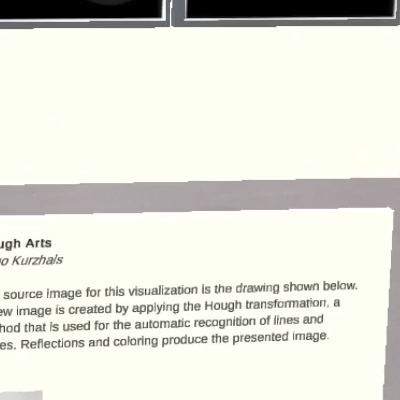 ugh Arts
o Kurzhals
source image for this visualization is the drawing shown below.
ew image is created by applying the Hough transformation, a
hod that is used for the automatic recognition of lines and
es. Reflections and coloring produce the presented image.